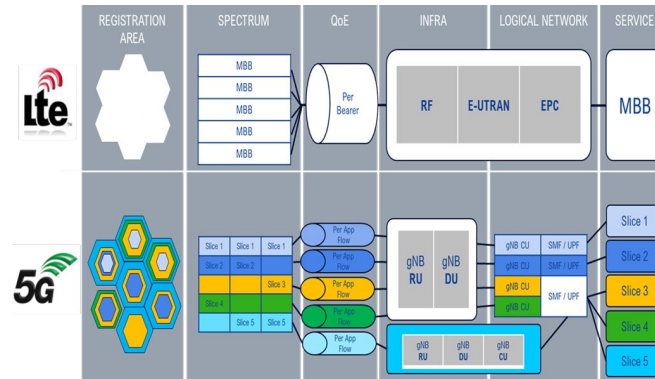 REGISTRATION AREA
SPECTRUM
QoE
INFRA
LOGICAL NETWORK
SERVICE
Lte
MBB
MBB
MBB
MBB
MBB
Per Bearer
RF
E-UTRAN
EPC
MBB
5G
Slice 1 Slice 1 Slice 1
Slice 2 Slice 2
Slice 3
Slice 4
Slice 5 Slice 5
Per App Flow
Per App Flow
Per App Flow
Per App Flow
Per App Flow
gNB RU
gNB DU
gNB RU
gNB DU
gNB CU
gNB CU SMF / UPF
gNB CU SMF / UPF
gNB CU
SMF / UPF
gNB CU
Slice 1
Slice 2
Slice 3
Slice 4
Slice 5